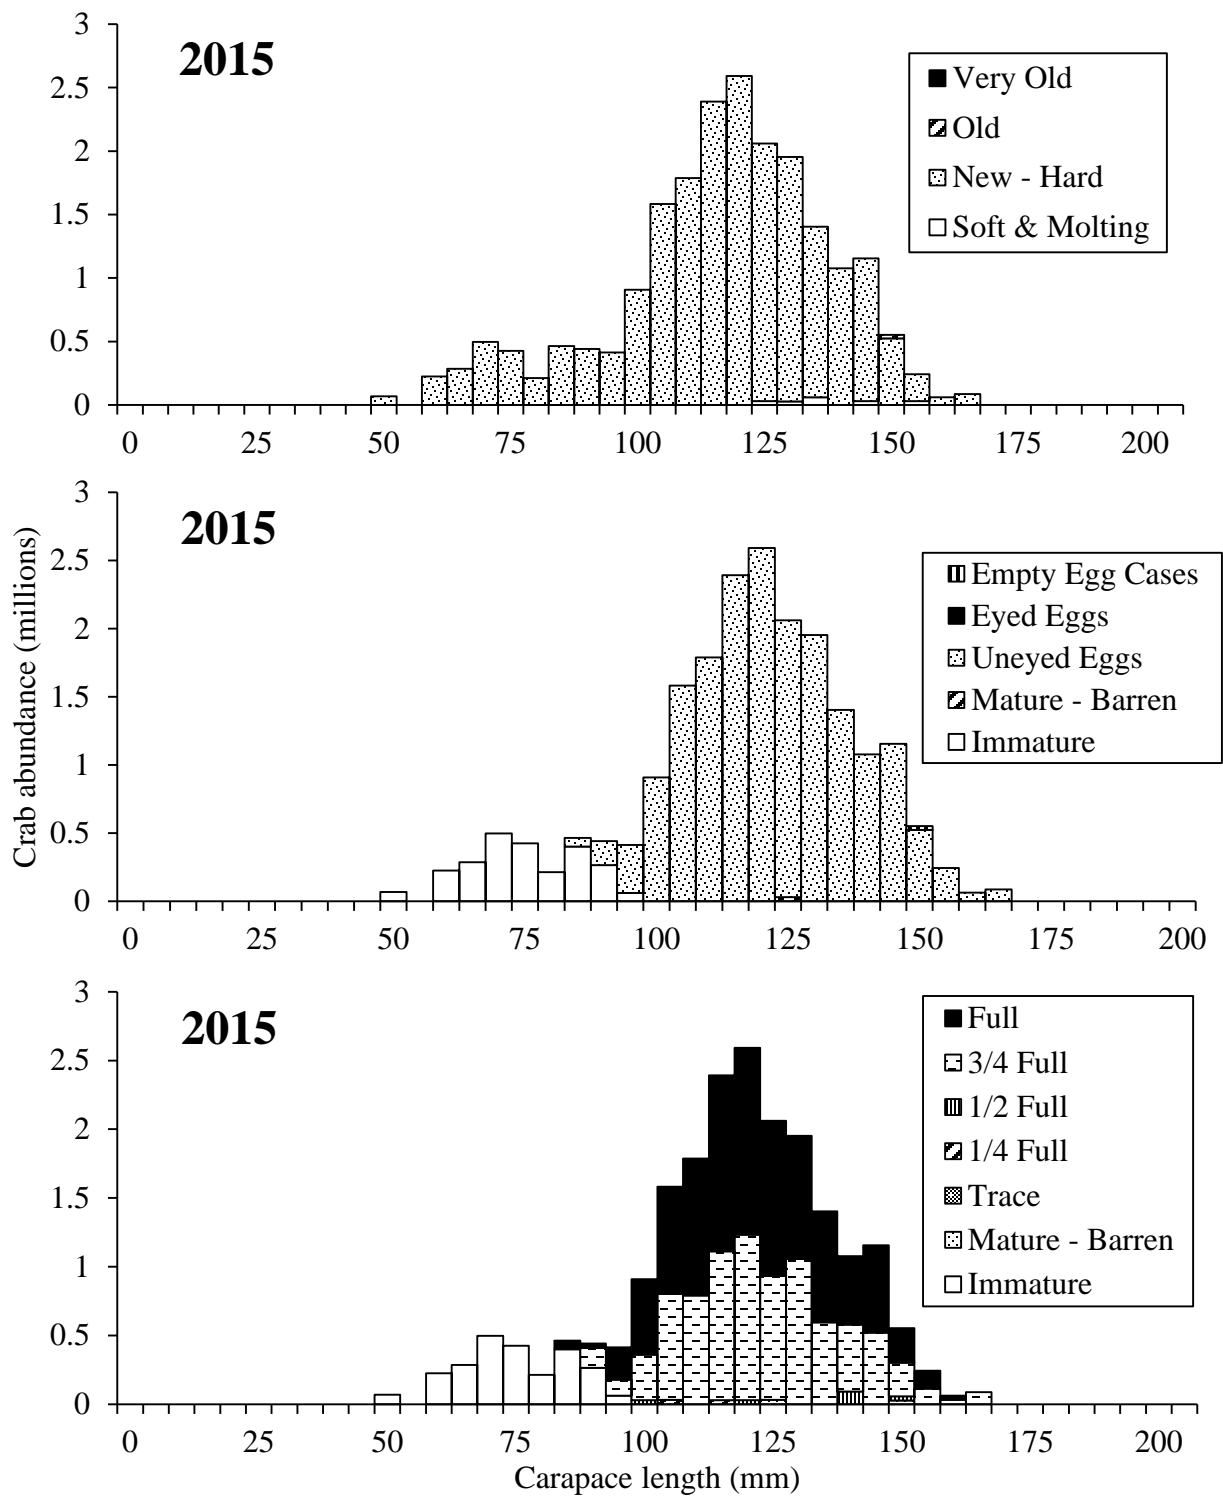 3
2.5
2
1.5
1
0.5
0
2015
Very Old
Old
New - Hard
Soft & Molting
0 25 50 75 100 125 150 175 200
Crab abundance (millions)
3
2.5
2
1.5
1
0.5
0
2015
Empty Egg Cases
Eyed Eggs
Uneyed Eggs
Mature - Barren
Immature
0 25 50 75 100 125 150 175 200
3
2.5
2
1.5
1
0.5
0
2015
Full
3/4 Full
1/2 Full
1/4 Full
Trace
Mature - Barren
Immature
0 25 50 75 100 125 150 175 200
Carapace length (mm)